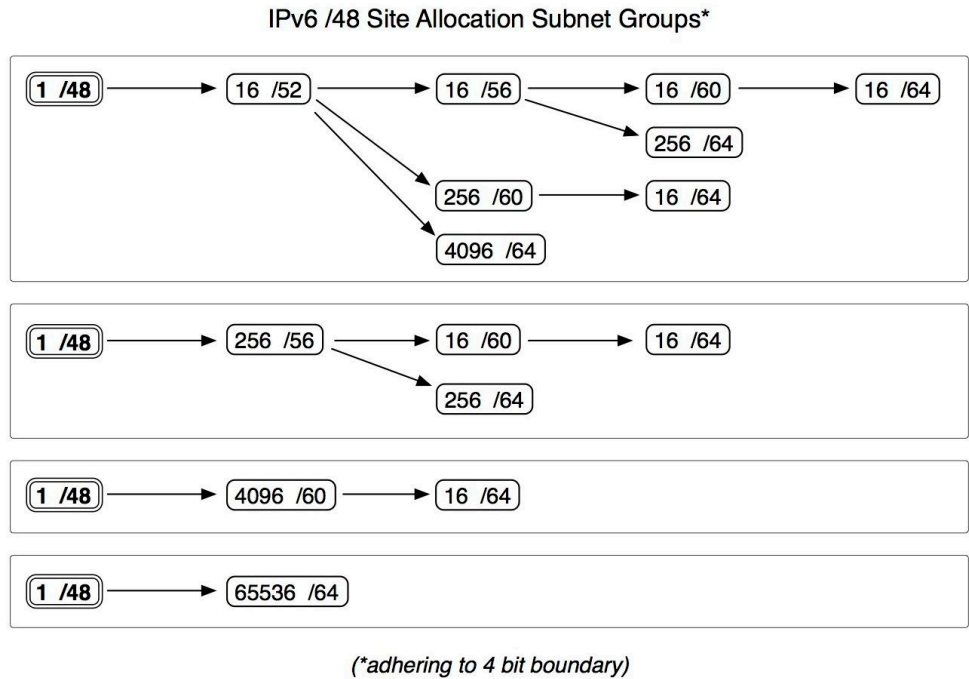 IPv6 /48 Site Allocation Subnet Groups*
1 /48 16 /52 16 /56 16 /60 16 /64
256 /64
256 /60 16 /64
4096 /64
1 /48 256 /56 16 /60 16 /64
256 /64
1 /48 4096 /60 16 /64
1 /48 65536 /64
(*adhering to 4 bit boundary)